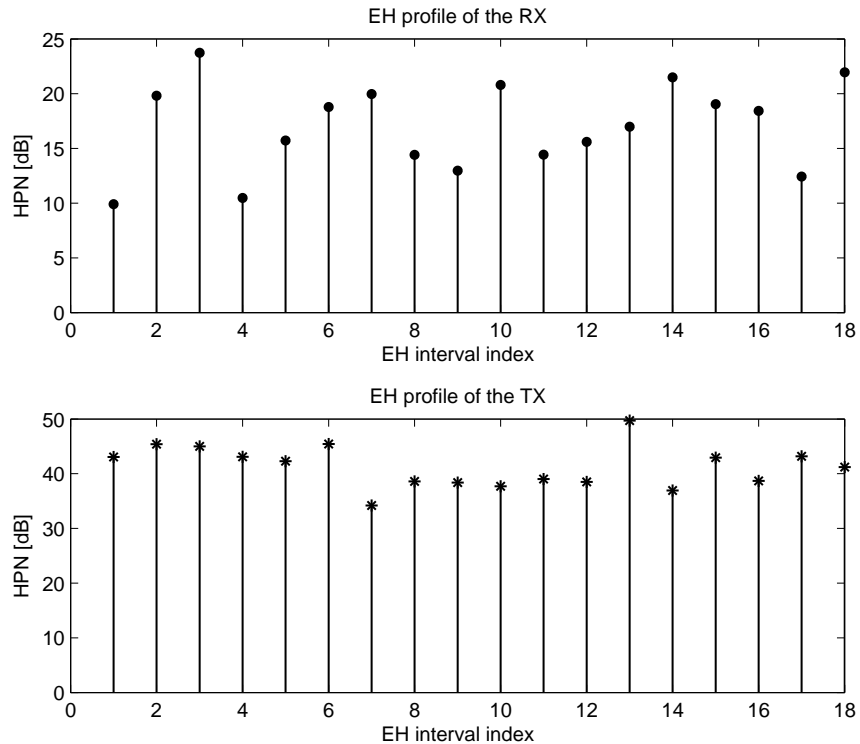 EH profile of the RX
25
20
15
10
5
0
HPN [dB]
0 2 4 6 8 10 12 14 16 18
EH interval index
EH profile of the TX
50
40
30
20
10
0
HPN [dB]
0 2 4 6 8 10 12 14 16 18
EH interval index